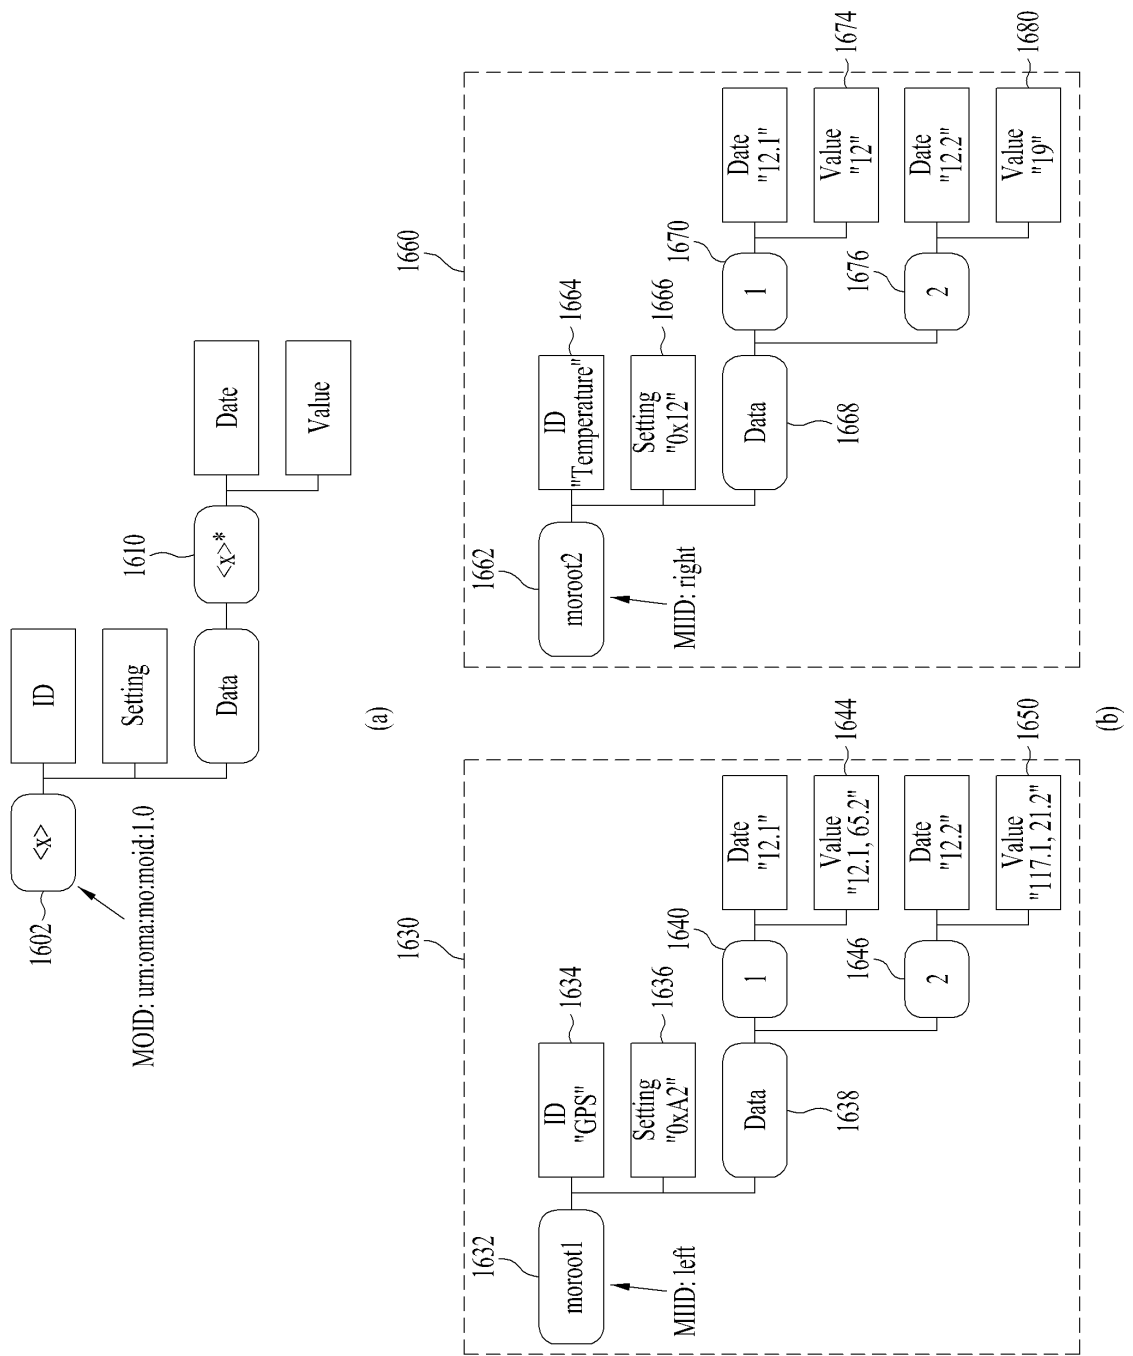 1602
<x>
MOID: urn:oma:mo:moid:1.0
ID
Setting
Data
1610
<x>*
Date
Value
(a)
1630
1632
moroot1
MIID: left
ID
"GPS"
1634
Setting
"0xA2"
1636
Data
1638
1640
1
Date
"12.1"
Value
"12.1, 65.2"
1644
1646
2
Date
"12.2"
Value
"117.1, 21.2"
1650
1660
1662
moroot2
MIID: right
ID
"Temperature"
1664
Setting
"0x12"
1666
Data
1668
1670
1
Date
"12.1"
Value
"12"
1674
1676
2
Date
"12.2"
Value
"19"
1680
(b)